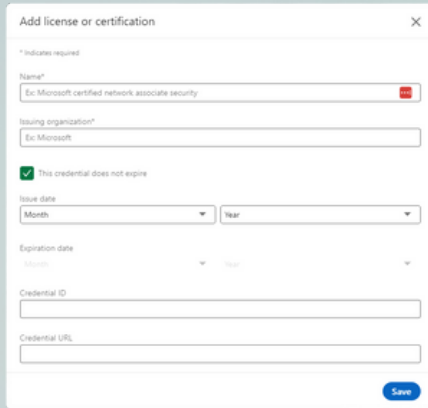 Add license or certification
* Indicates required
Name*
Ex: Microsoft certified network associate security
Issuing organization*
Ex: Microsoft
This credential does not expire
Issue date
Month Year
Expiration date
Month Year
Credential ID
Credential URL
Save